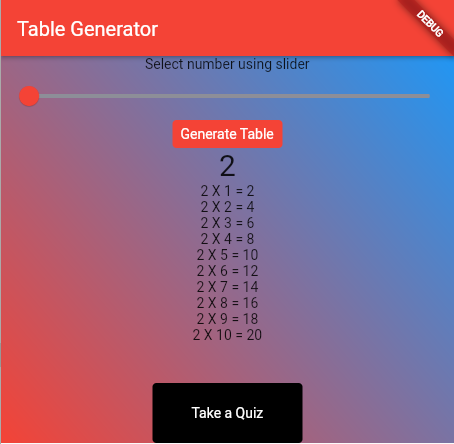 Table Generator
DEBUG
Select number using slider
Generate Table
2
2 X 1 = 2
2 X 2 = 4
2 X 3 = 6
2 X 4 = 8
2 X 5 = 10
2 X 6 = 12
2 X 7 = 14
2 X 8 = 16
2 X 9 = 18
2 X 10 = 20
Take a Quiz